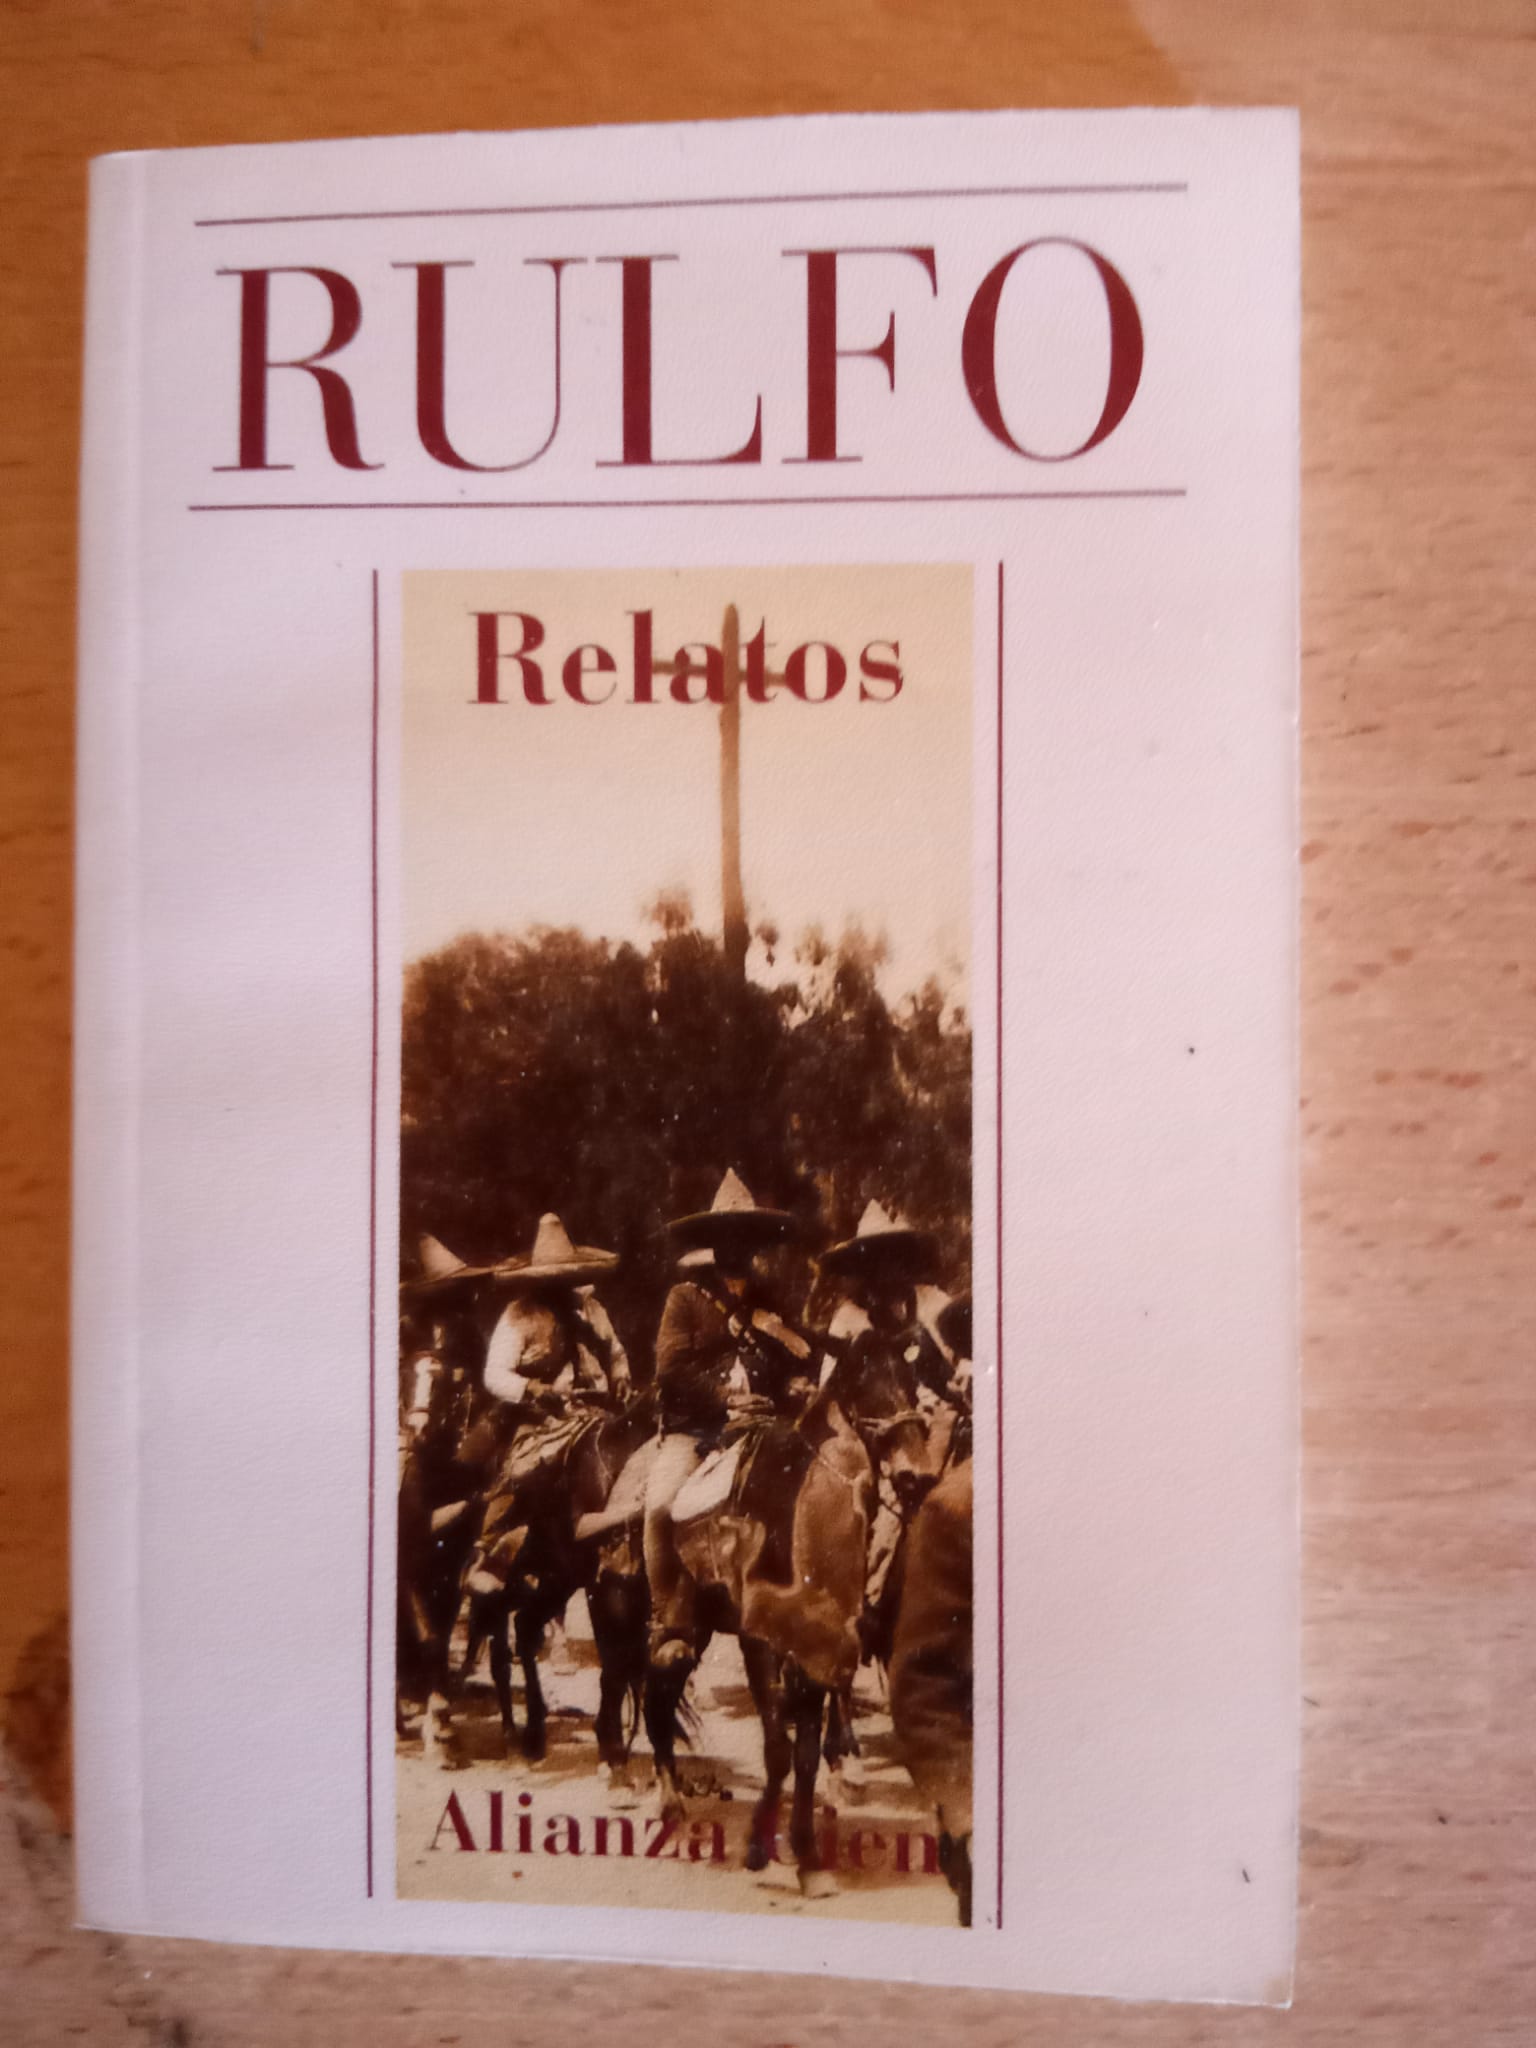 RULFO
Relatos
Alianza Cien